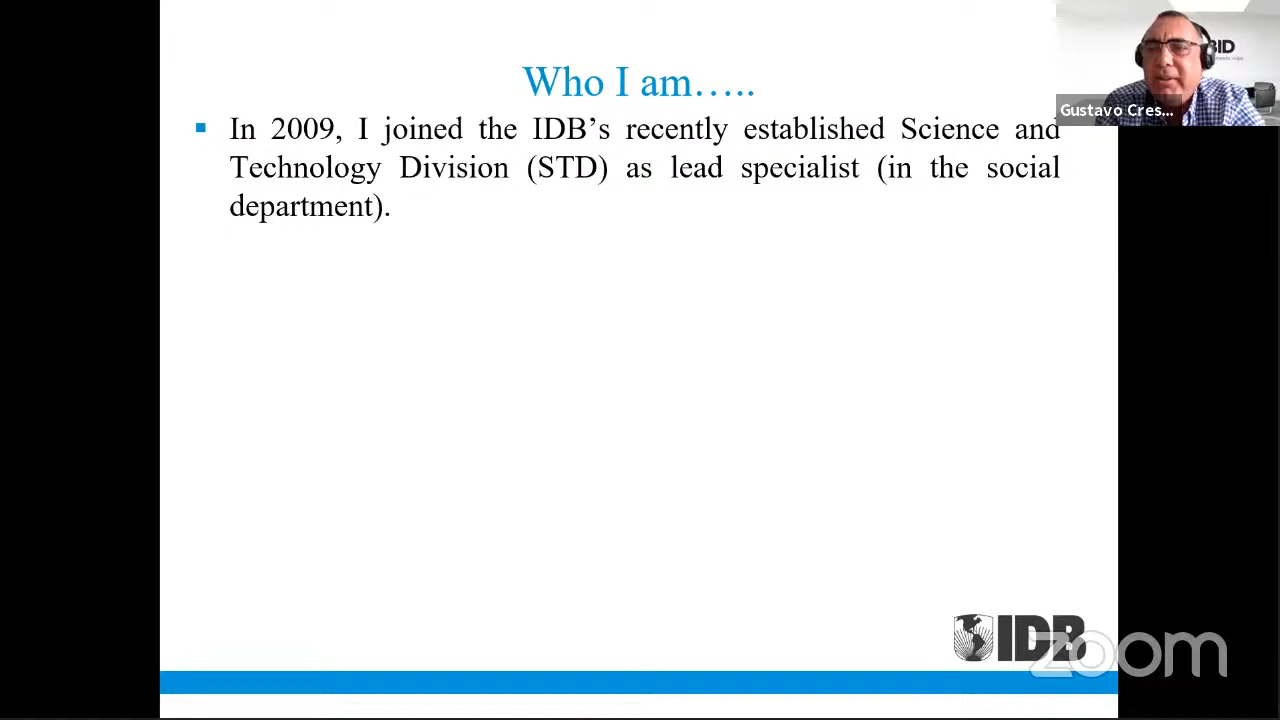 Who I am…..
▪ In 2009, I joined the IDB’s recently established Science and
Technology Division (STD) as lead specialist (in the social
department).
BID
Gustavo Cres...
IDB
zoom